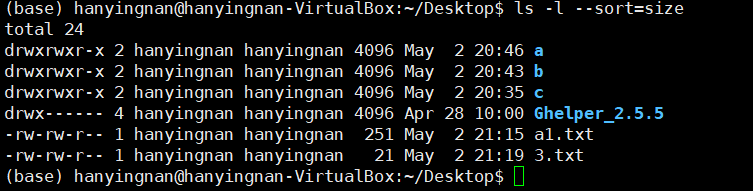 (base) hanyingnan@hanyingnan-VirtualBox:~/Desktop$ ls -l --sort=size
total 24
drwxrwxr-x 2 hanyingnan hanyingnan 4096 May  2 20:46 a
drwxrwxr-x 2 hanyingnan hanyingnan 4096 May  2 20:43 b
drwxrwxr-x 2 hanyingnan hanyingnan 4096 May  2 20:35 c
drwx------ 4 hanyingnan hanyingnan 4096 Apr 28 10:00 Ghelper_2.5.5
-rw-rw-r-- 1 hanyingnan hanyingnan  251 May  2 21:15 a1.txt
-rw-rw-r-- 1 hanyingnan hanyingnan   21 May  2 21:19 3.txt
(base) hanyingnan@hanyingnan-VirtualBox:~/Desktop$